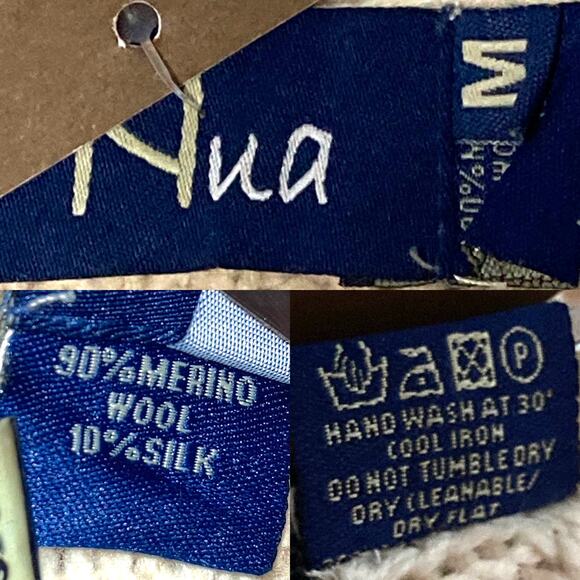 Nua
M
90% MERINO
WOOL
10% SILK
P
HAND WASH AT 30°
COOL IRON
DO NOT TUMBLE DRY
DRY CLEANABLE/
DRY FLAT